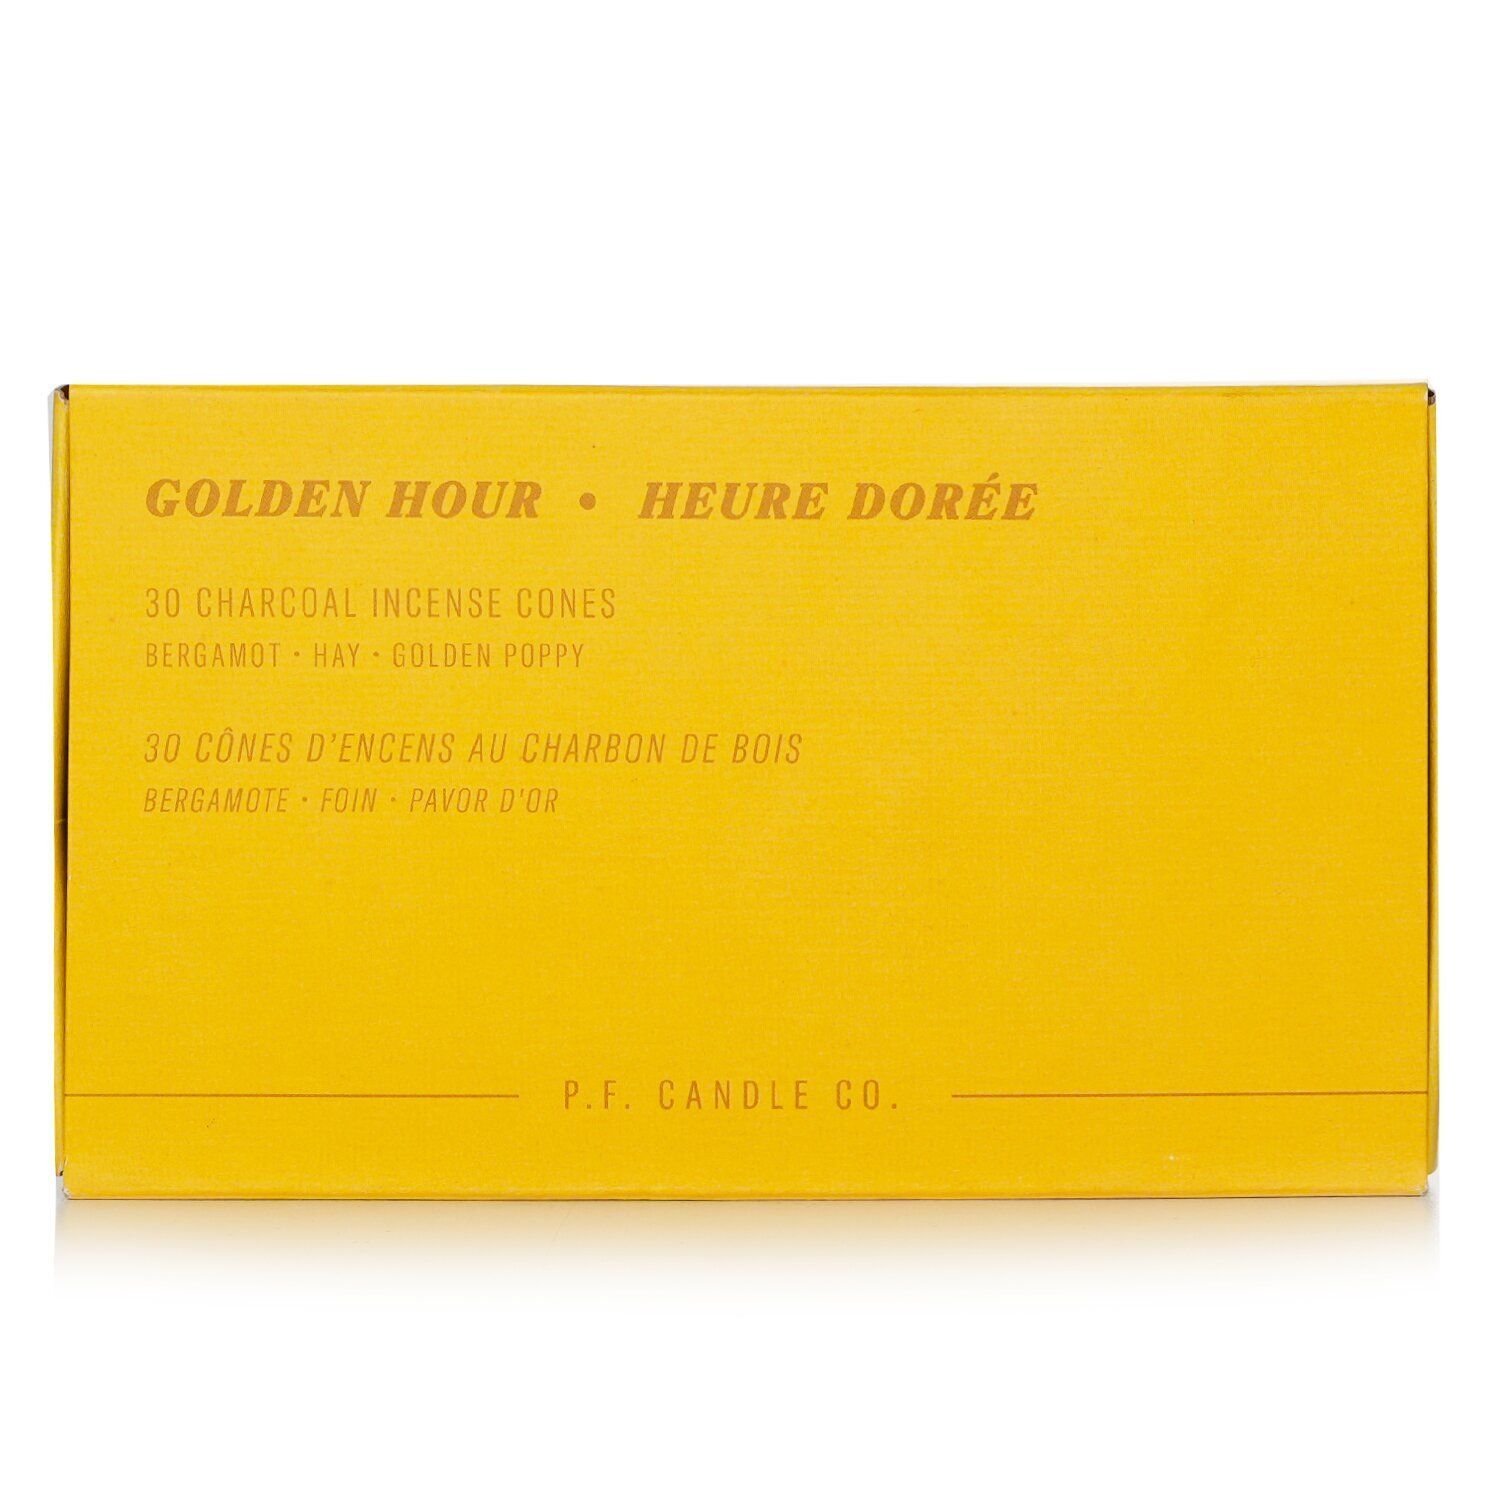 GOLDEN HOUR • HEURE DORÉE
30 CHARCOAL INCENSE CONES
BERGAMOT • HAY • GOLDEN POPPY
30 CÔNES D'ENCENS AU CHARBON DE BOIS
BERGAMOTE • FOIN • PAVOR D'OR
P.F. CANDLE CO.